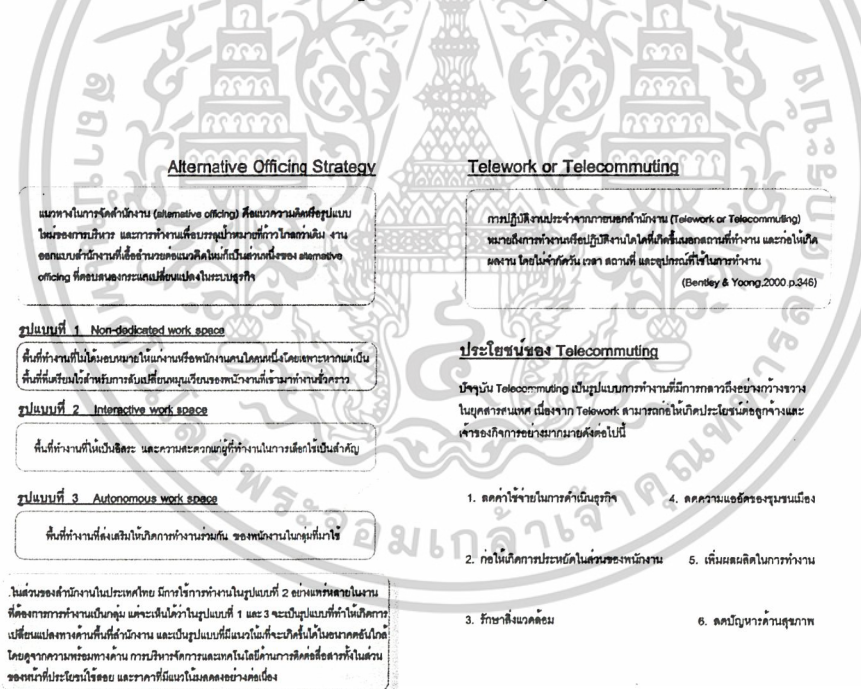 Alternative Officing Strategy
แนวทางในการจัดสำนักงาน (alternative officing) คือแนวความคิดหรือรูปแบบ
ใหม่ของการบริหาร และการทำงานเพื่อบรรลุเป้าหมายที่ก้าวไกลกว่าเดิม งาน
ออกแบบสำนักงานที่เอื้ออำนวยต่อแนวคิดใหม่ก็เป็นส่วนหนึ่งของ alternative
officing ที่ตอบสนองกระแสเปลี่ยนแปลงในระบบธุรกิจ
รูปแบบที่ 1 Non-dedicated work space
พื้นที่ทำงานที่ไม่ได้มอบหมายให้แก่งานหรือพนักงานคนใดคนหนึ่งโดยเฉพาะหากแต่เป็น
พื้นที่ที่เตรียมไว้สำหรับการสับเปลี่ยนหมุนเวียนของพนักงานที่เข้ามาทำงานชั่วคราว
รูปแบบที่ 2 Interactive work space
พื้นที่ทำงานที่ให้เป็นอิสระ และความสะดวกแก่ผู้ที่ทำงานในการเลือกใช้เป็นสำคัญ
รูปแบบที่ 3 Autonomous work space
พื้นที่ทำงานที่ส่งเสริมให้เกิดการทำงานร่วมกัน ของพนักงานในกลุ่มที่มาใช้
ในส่วนของสำนักงานในประเทศไทย มีการใช้การทำงานในรูปแบบที่ 2 อย่างแพร่หลายในงาน
ที่ต้องการการทำงานเป็นกลุ่ม แต่จะเห็นได้ว่าในรูปแบบที่ 1 และ 3 จะเป็นรูปแบบที่ทำให้เกิดการ
เปลี่ยนแปลงทางด้านพื้นที่สำนักงาน และเป็นรูปแบบที่มีแนวโน้มที่จะเกิดขึ้นได้ในอนาคตอันใกล้
โดยดูจากความพร้อมทางด้าน การบริหารจัดการและเทคโนโลยีด้านการติดต่อสื่อสารทั้งในส่วน
ของหน้าที่ประโยชน์ใช้สอย และราคาที่มีแนวโน้มลดลงอย่างต่อเนื่อง
Telework or Telecommuting
การปฏิบัติงานประจำจากภายนอกสำนักงาน (Telework or Telecommuting)
หมายถึงการทำงานหรือปฏิบัติงานใดใดที่เกิดขึ้นนอกสถานที่ทำงาน และก่อให้เกิด
ผลงาน โดยไม่จำกัดวัน เวลา สถานที่ และอุปกรณ์ที่ใช้ในการทำงาน
(Bentley & Yoong,2000 p.346)
ประโยชน์ของ Telecommuting
ปัจจุบัน Telecommuting เป็นรูปแบบการทำงานที่มีการกล่าวถึงอย่างกว้างขวาง
ในยุคสารสนเทศ เนื่องจาก Telework สามารถก่อให้เกิดประโยชน์ต่อลูกจ้างและ
เจ้าของกิจการอย่างมากมายดังต่อไปนี้
1. ลดค่าใช้จ่ายในการดำเนินธุรกิจ 4. ลดความแออัดของชุมชนเมือง
2. ก่อให้เกิดการประหยัดในส่วนของพนักงาน 5. เพิ่มผลผลิตในการทำงาน
3. รักษาสิ่งแวดล้อม 6. ลดปัญหาด้านสุขภาพ